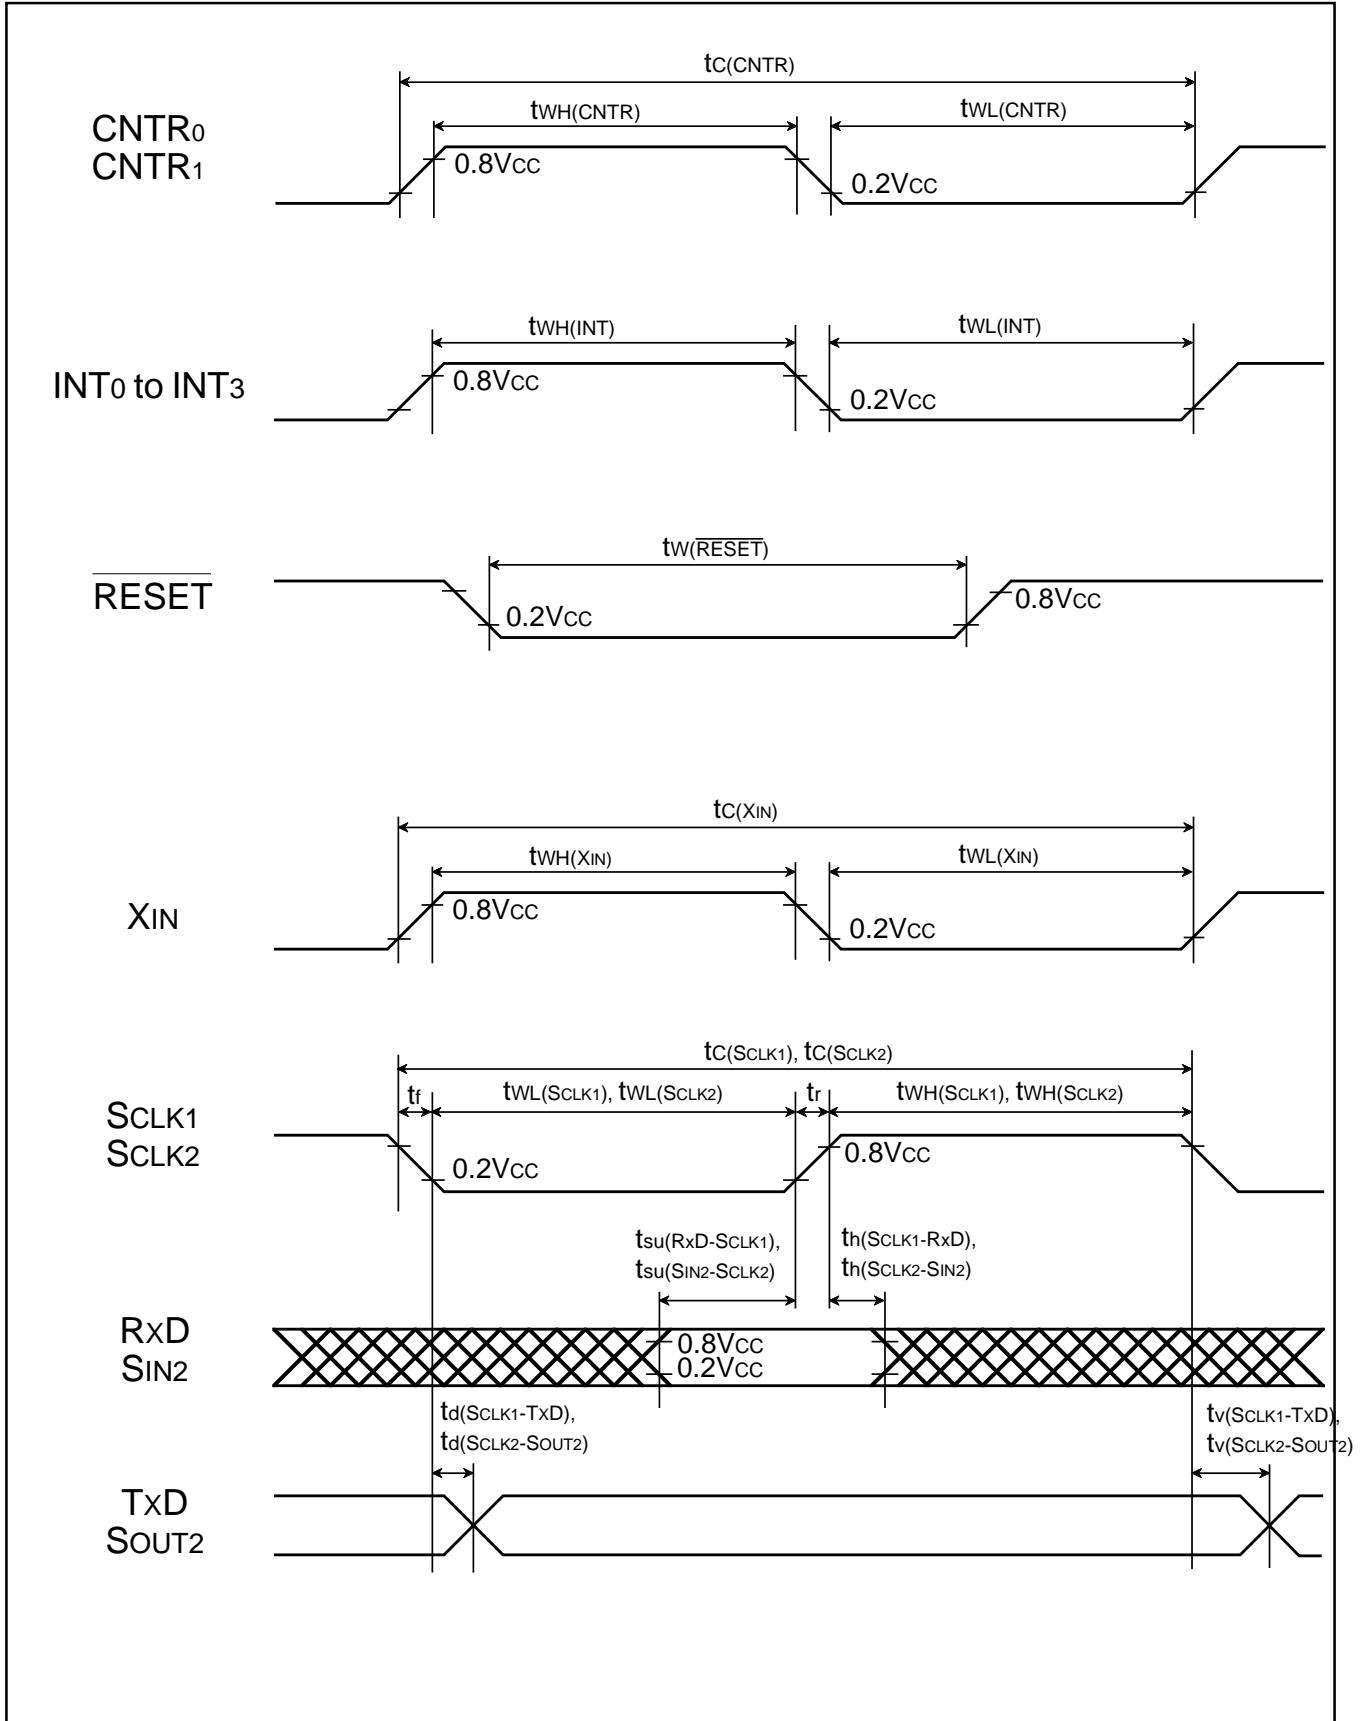 tC(CNTR)
tWH(CNTR)
tWL(CNTR)
CNTR0
CNTR1
0.8VCC
0.2VCC
tWH(INT)
tWL(INT)
INT0 to INT3
0.8VCC
0.2VCC
tW(RESET)
RESET
0.2VCC
0.8VCC
tC(XIN)
tWH(XIN)
tWL(XIN)
XIN
0.8VCC
0.2VCC
tC(SCLK1), tC(SCLK2)
tf
tWL(SCLK1), tWL(SCLK2)
tr
tWH(SCLK1), tWH(SCLK2)
SCLK1
SCLK2
0.2VCC
0.8VCC
tsu(RxD-SCLK1),
tsu(SIN2-SCLK2)
th(SCLK1-RxD),
th(SCLK2-SIN2)
RXD
SIN2
0.8VCC
0.2VCC
td(SCLK1-TXD),
td(SCLK2-SOUT2)
tv(SCLK1-TXD),
tv(SCLK2-SOUT2)
TXD
SOUT2